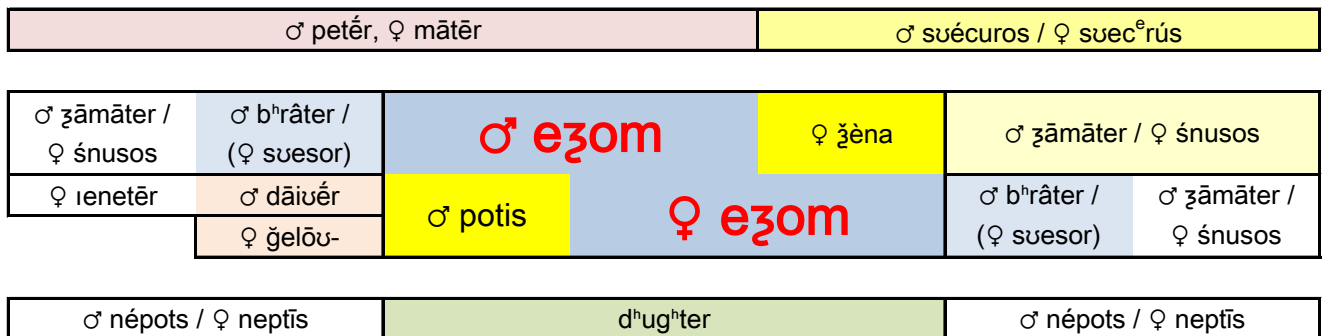 ♂ petḗr, ♀ mātēr
♂ sʋécuros / ♀ sʋecᵉrús
♂ ʒāmāter / ♀ śnusos
♂ bʰrâter / (♀ sʋesor)
♂ eʒom
♀ ǯèna
♂ ʒāmāter / ♀ śnusos
♀ ıenetēr
♂ dāiʋḗr
♀ ğelōʋ-
♂ potis
♀ eʒom
♂ bʰrâter / (♀ sʋesor)
♂ ʒāmāter / ♀ śnusos
♂ népots / ♀ neptīs
dʰugʰter
♂ népots / ♀ neptīs